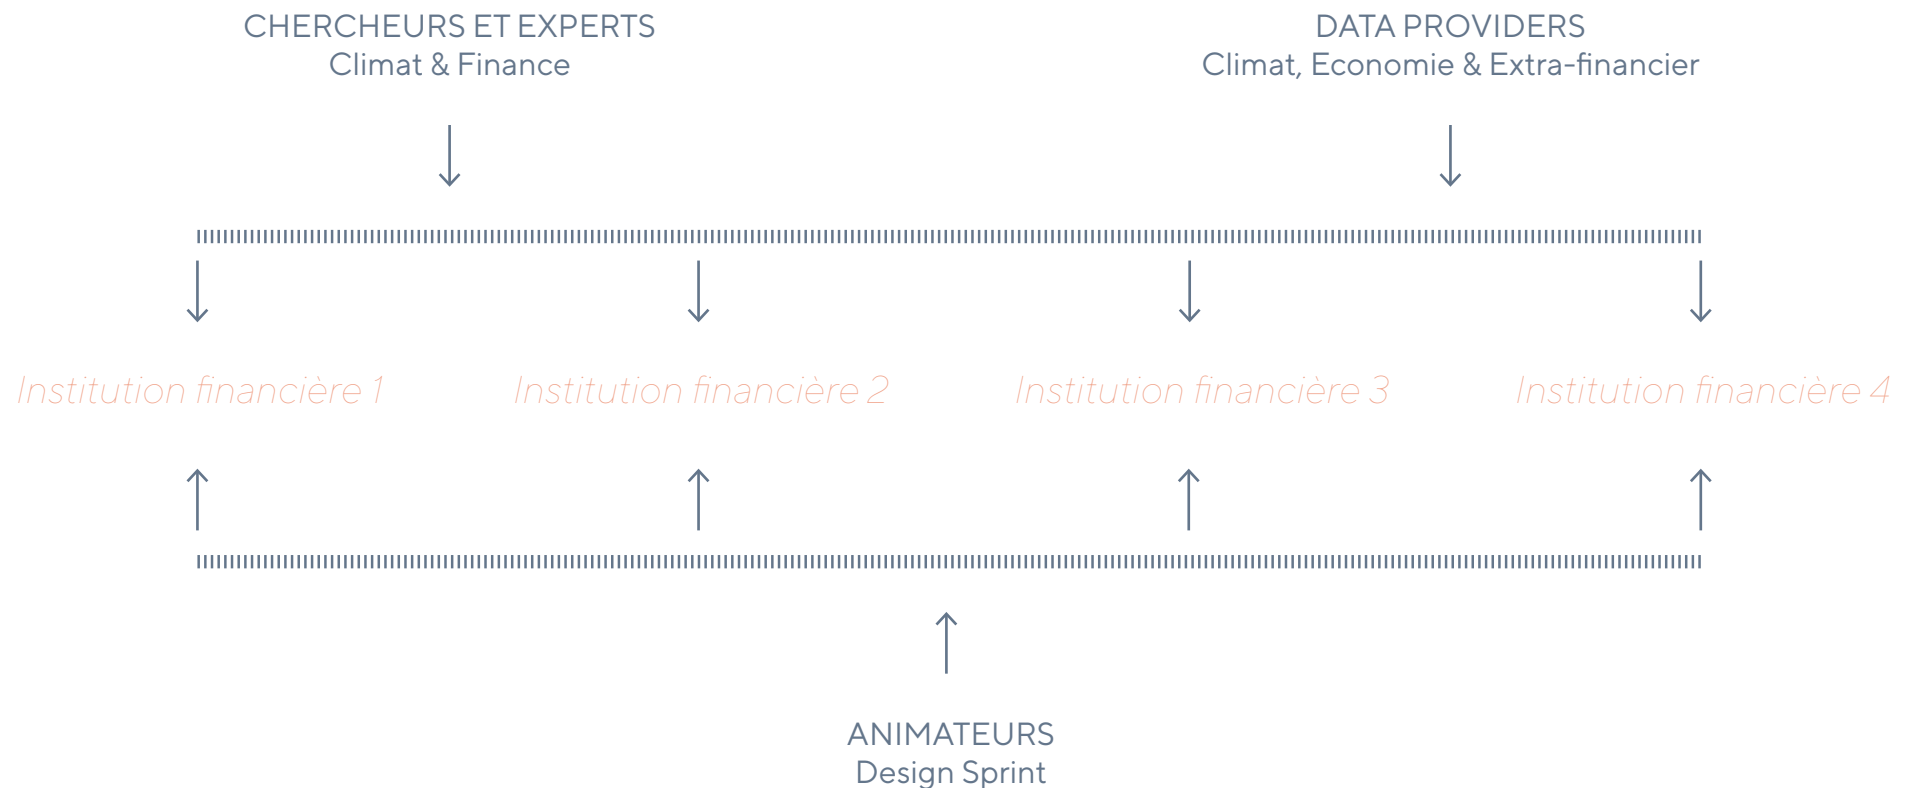 CHERCHEURS ET EXPERTS
Climat & Finance
DATA PROVIDERS
Climat, Economie & Extra-financier
Institution financière 1
Institution financière 2
Institution financière 3
Institution financière 4
ANIMATEURS
Design Sprint